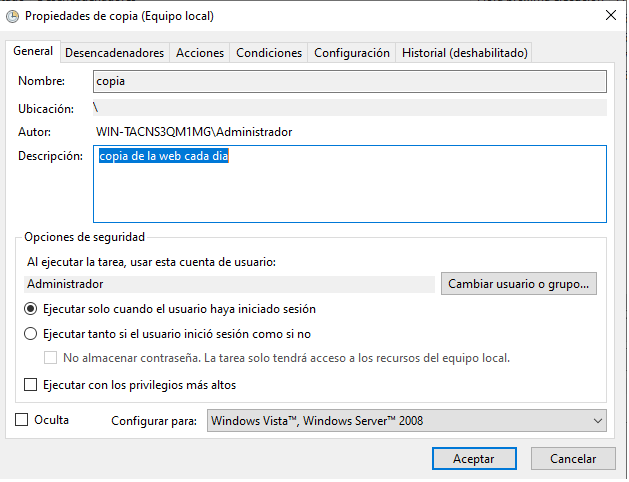 Propiedades de copia (Equipo local)
General Desencadenadores Acciones Condiciones Configuración Historial (deshabilitado)
Nombre: copia
Ubicación: \
Autor: WIN-TACNS3QM1MG\Administrador
Descripción: copia de la web cada dia
Opciones de seguridad
Al ejecutar la tarea, usar esta cuenta de usuario:
Administrador Cambiar usuario o grupo...
Ejecutar solo cuando el usuario haya iniciado sesión
Ejecutar tanto si el usuario inició sesión como si no
No almacenar contraseña. La tarea solo tendrá acceso a los recursos del equipo local.
Ejecutar con los privilegios más altos
Oculta Configurar para: Windows Vista™, Windows Server™ 2008
Aceptar Cancelar